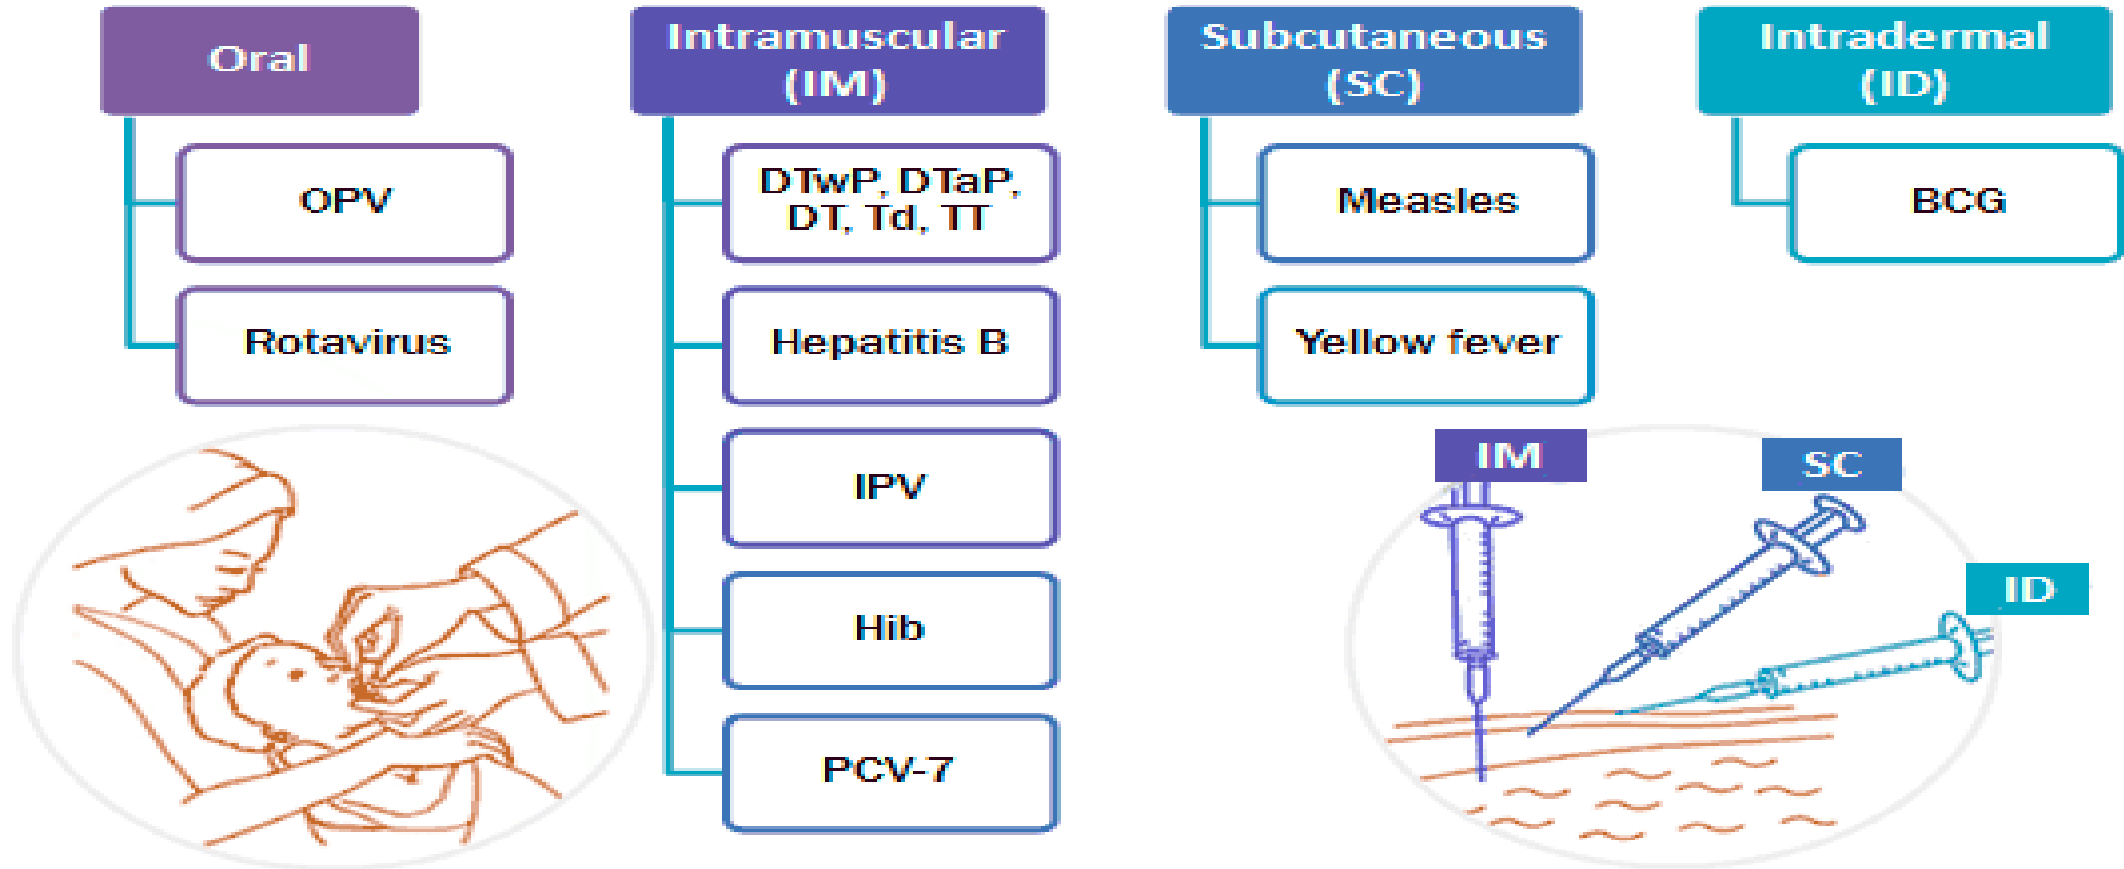 Oral
OPV
Rotavirus
Intramuscular
(IM)
DTwP, DTaP,
DT, Td, TT
Hepatitis B
IPV
Hib
PCV-7
Subcutaneous
(SC)
Measles
Yellow fever
Intradermal
(ID)
BCG
IM
SC
ID